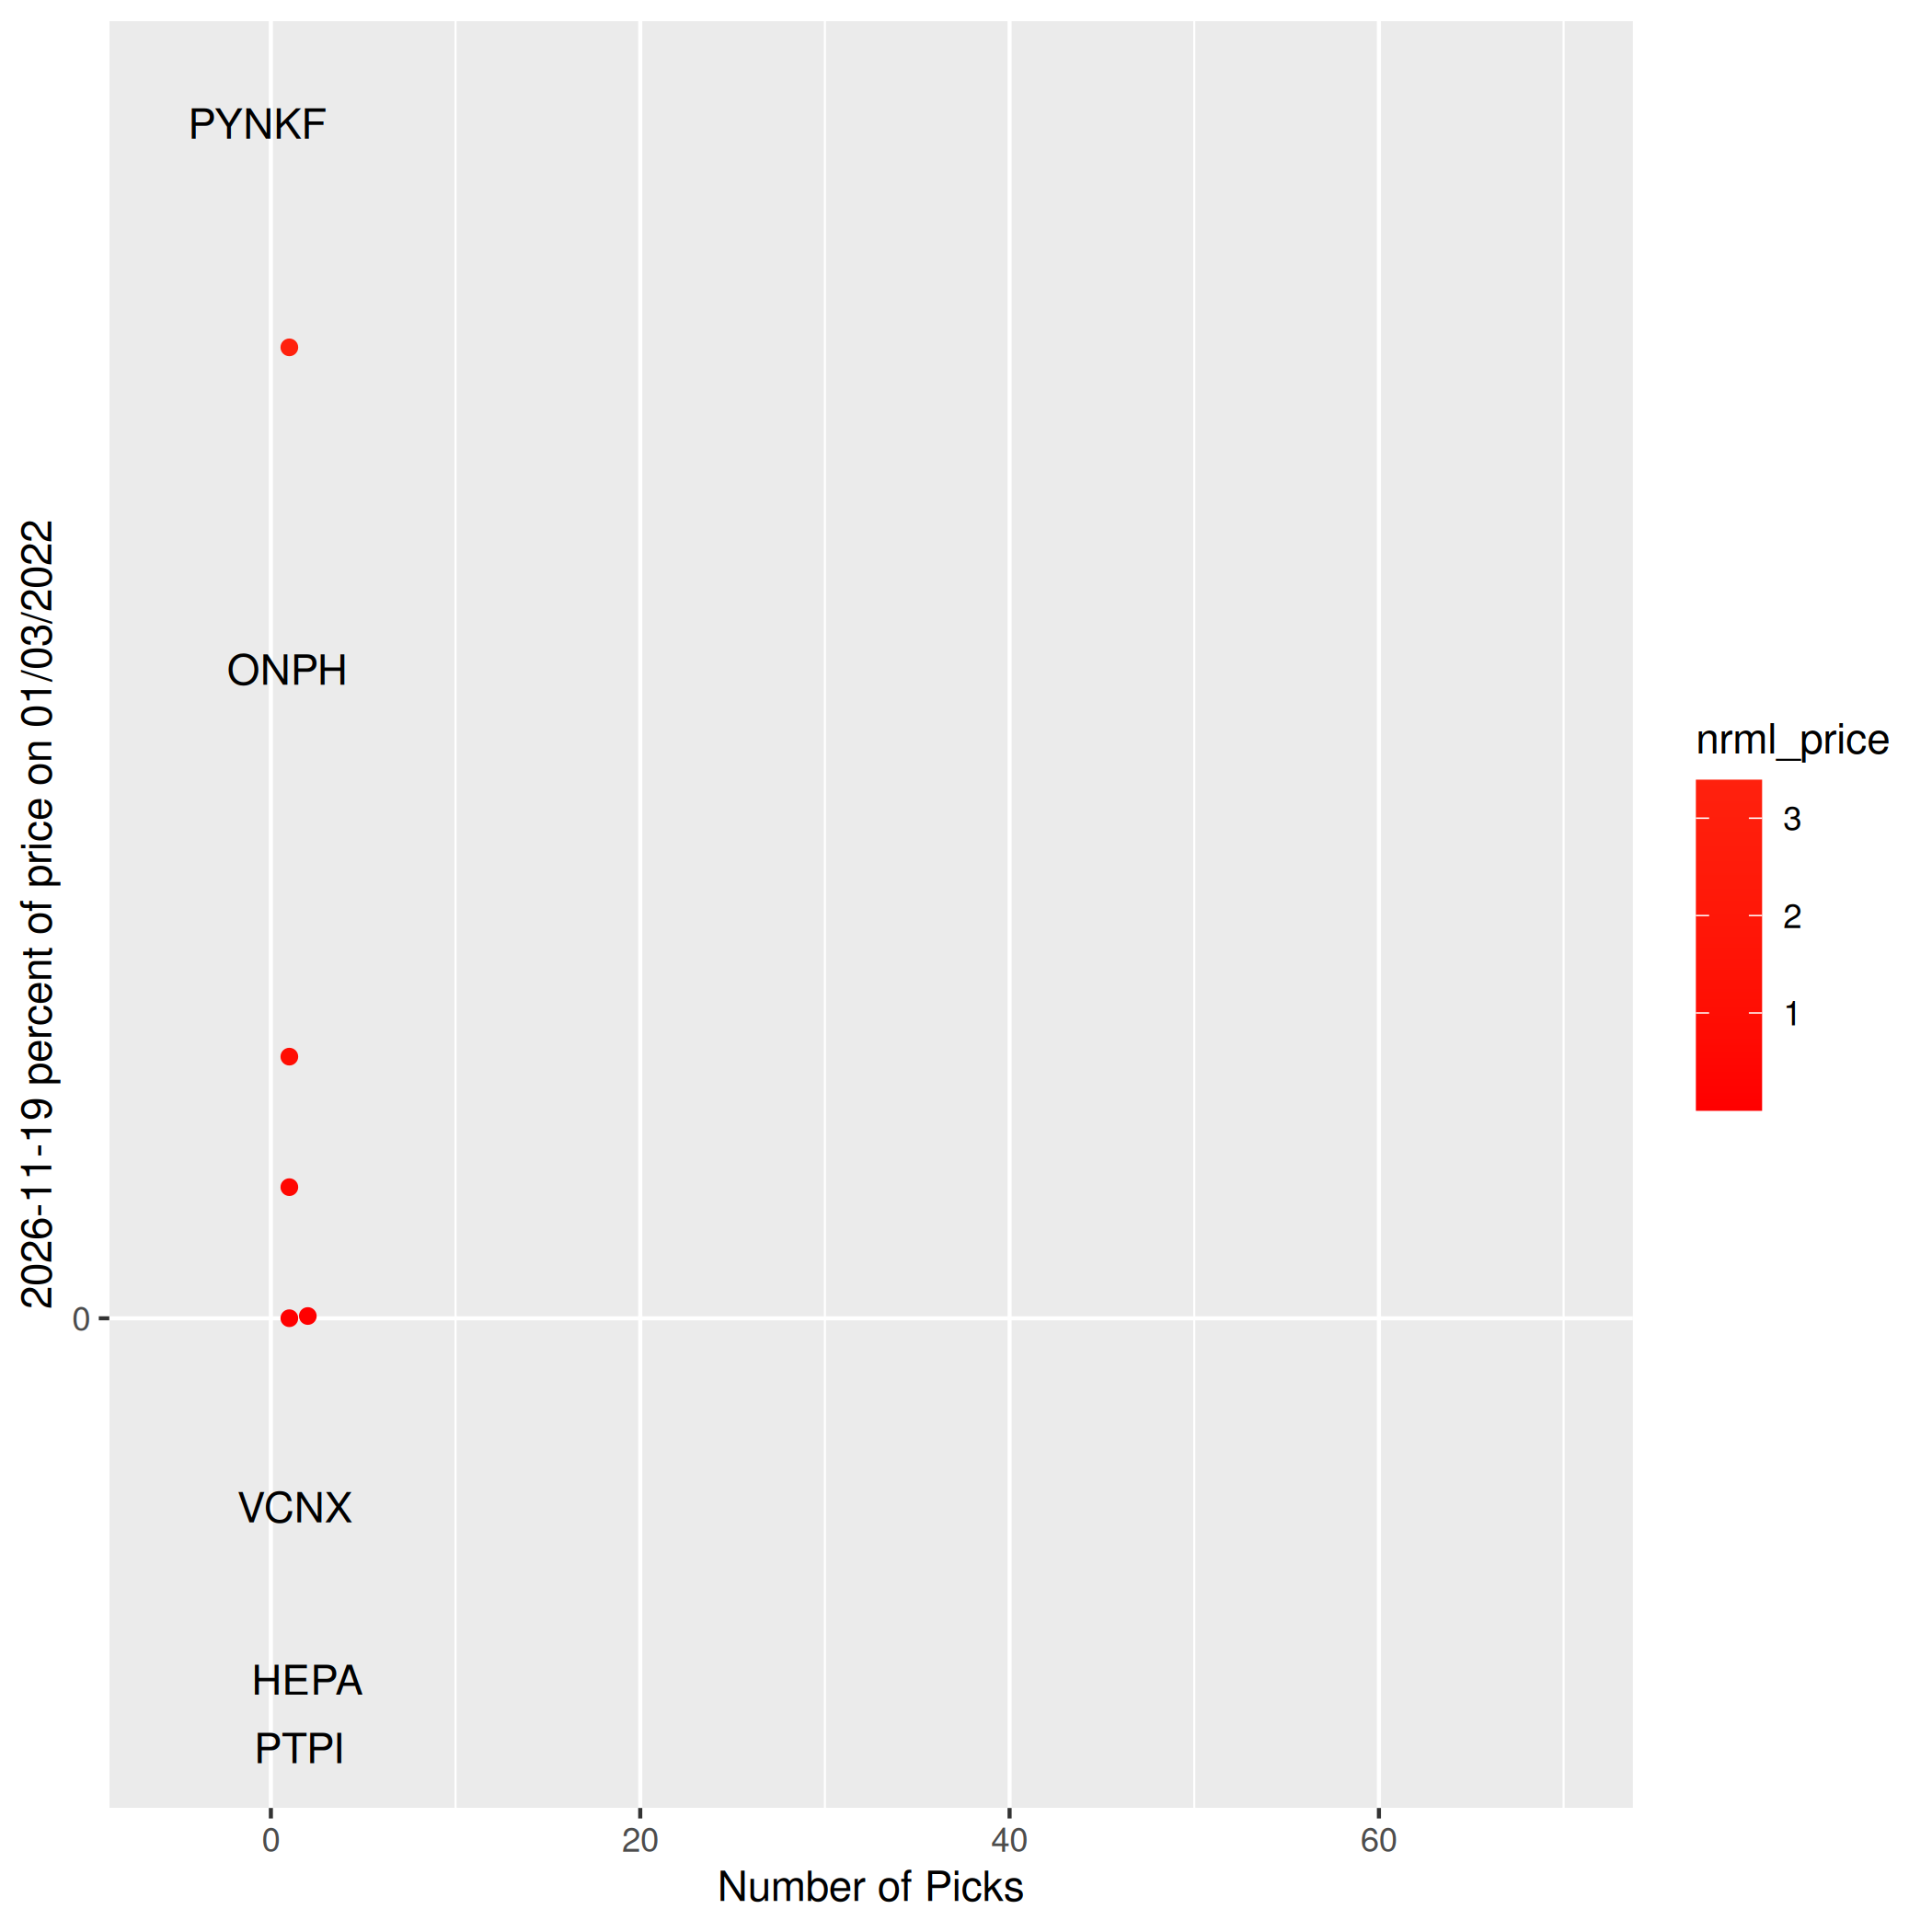 PYNKF
ONPH
VCNX
HEPA
PTPI
2026-11-19 percent of price on 01/03/2022
0
0
20
40
60
Number of Picks
nrml_price
3
2
1